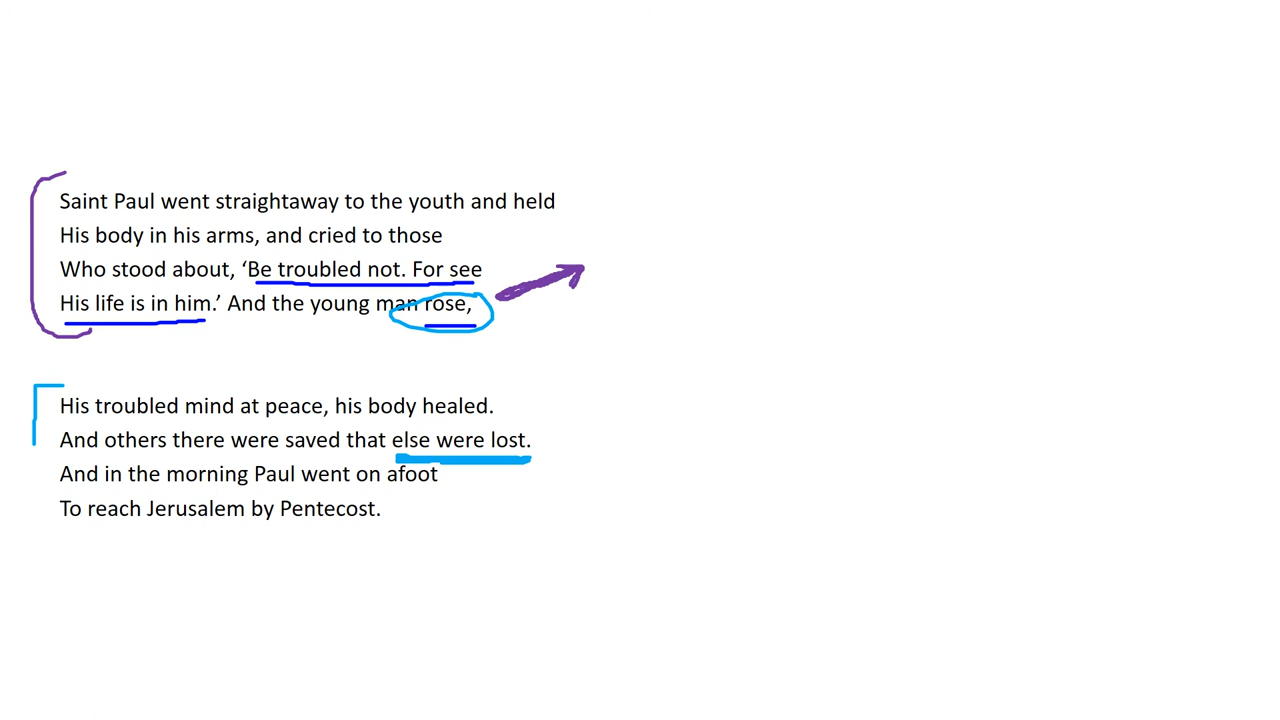 Saint Paul went straightaway to the youth and held
His body in his arms, and cried to those
Who stood about, ‘Be troubled not. For see
His life is in him.’ And the young man rose,
His troubled mind at peace, his body healed.
And others there were saved that else were lost.
And in the morning Paul went on afoot
To reach Jerusalem by Pentecost.